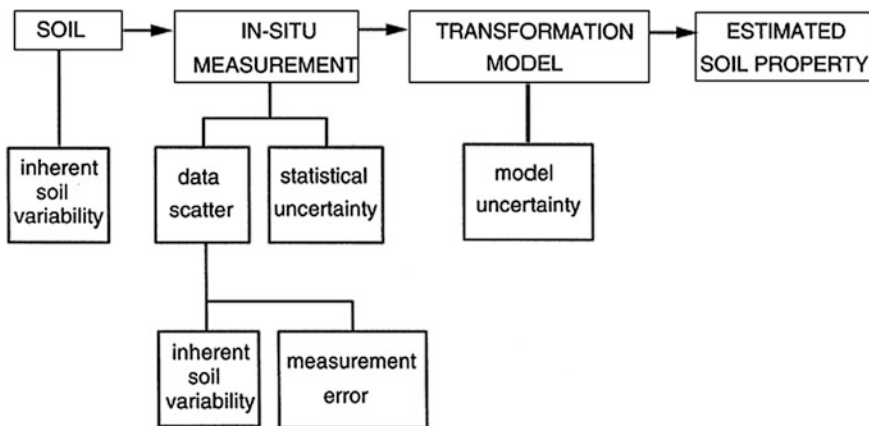 SOIL
IN-SITU
MEASUREMENT
TRANSFORMATION
MODEL
ESTIMATED
SOIL PROPERTY
inherent
soil
variability
data
scatter
statistical
uncertainty
model
uncertainty
inherent
soil
variability
measurement
error